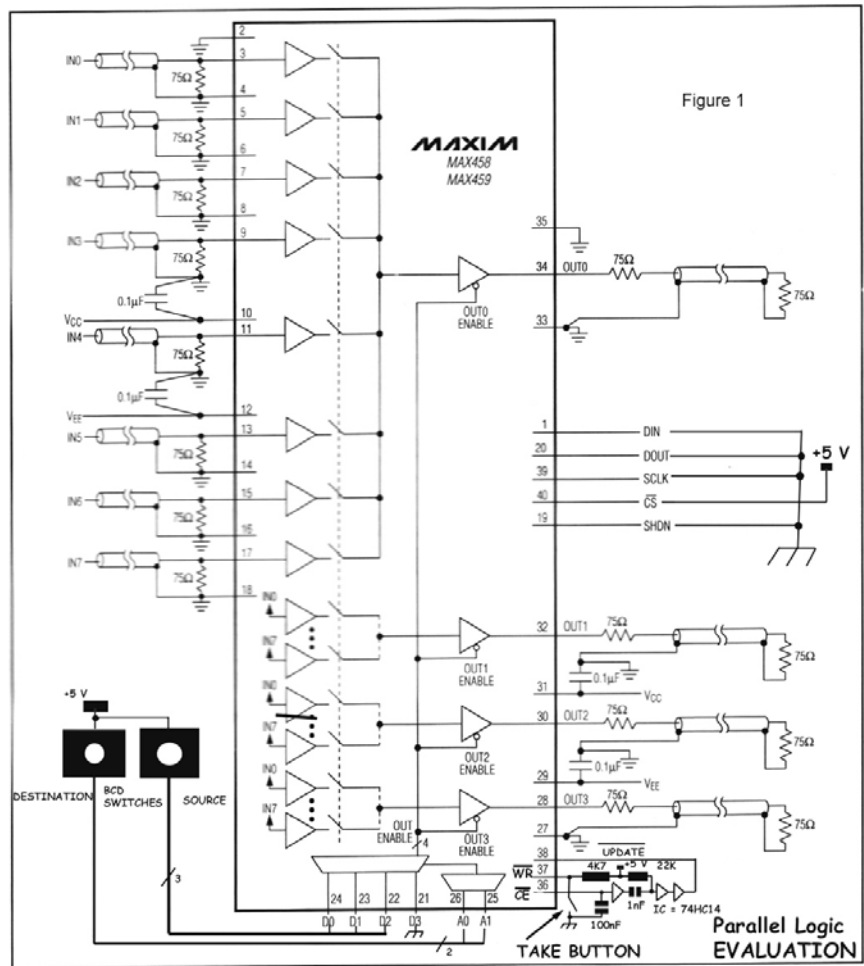 Figure 1
MAXIM
MAX458
MAX459
2
IN0
3
75Ω
4
IN1
5
75Ω
6
IN2
7
75Ω
8
IN3
9
75Ω
0.1µF
VCC
10
IN4
11
75Ω
0.1µF
VEE
12
IN5
13
75Ω
14
IN6
15
75Ω
16
IN7
17
75Ω
18
35
34 OUT0 75Ω
75Ω
OUT0
ENABLE
33
1 DIN
+5 V
20 DOUT
39 SCLK
40 CS
19 SHDN
IN0
IN7
32 OUT1 75Ω
75Ω
OUT1
ENABLE
0.1µF
31 VCC
IN0
IN7
30 OUT2 75Ω
75Ω
OUT2
ENABLE
0.1µF
29 VEE
IN0
IN7
28 OUT3 75Ω
75Ω
OUT
ENABLE
4
OUT3
ENABLE
27
+5 V
DESTINATION
BCD
SWITCHES
SOURCE
3
24 23 22 21 26 25
D0 D1 D2 D3 A0 A1
2
38 UPDATE
WR 37 4K7 +5 V 22K
CE 36
1nF
IC = 74HC14
100nF
TAKE BUTTON
Parallel Logic
EVALUATION